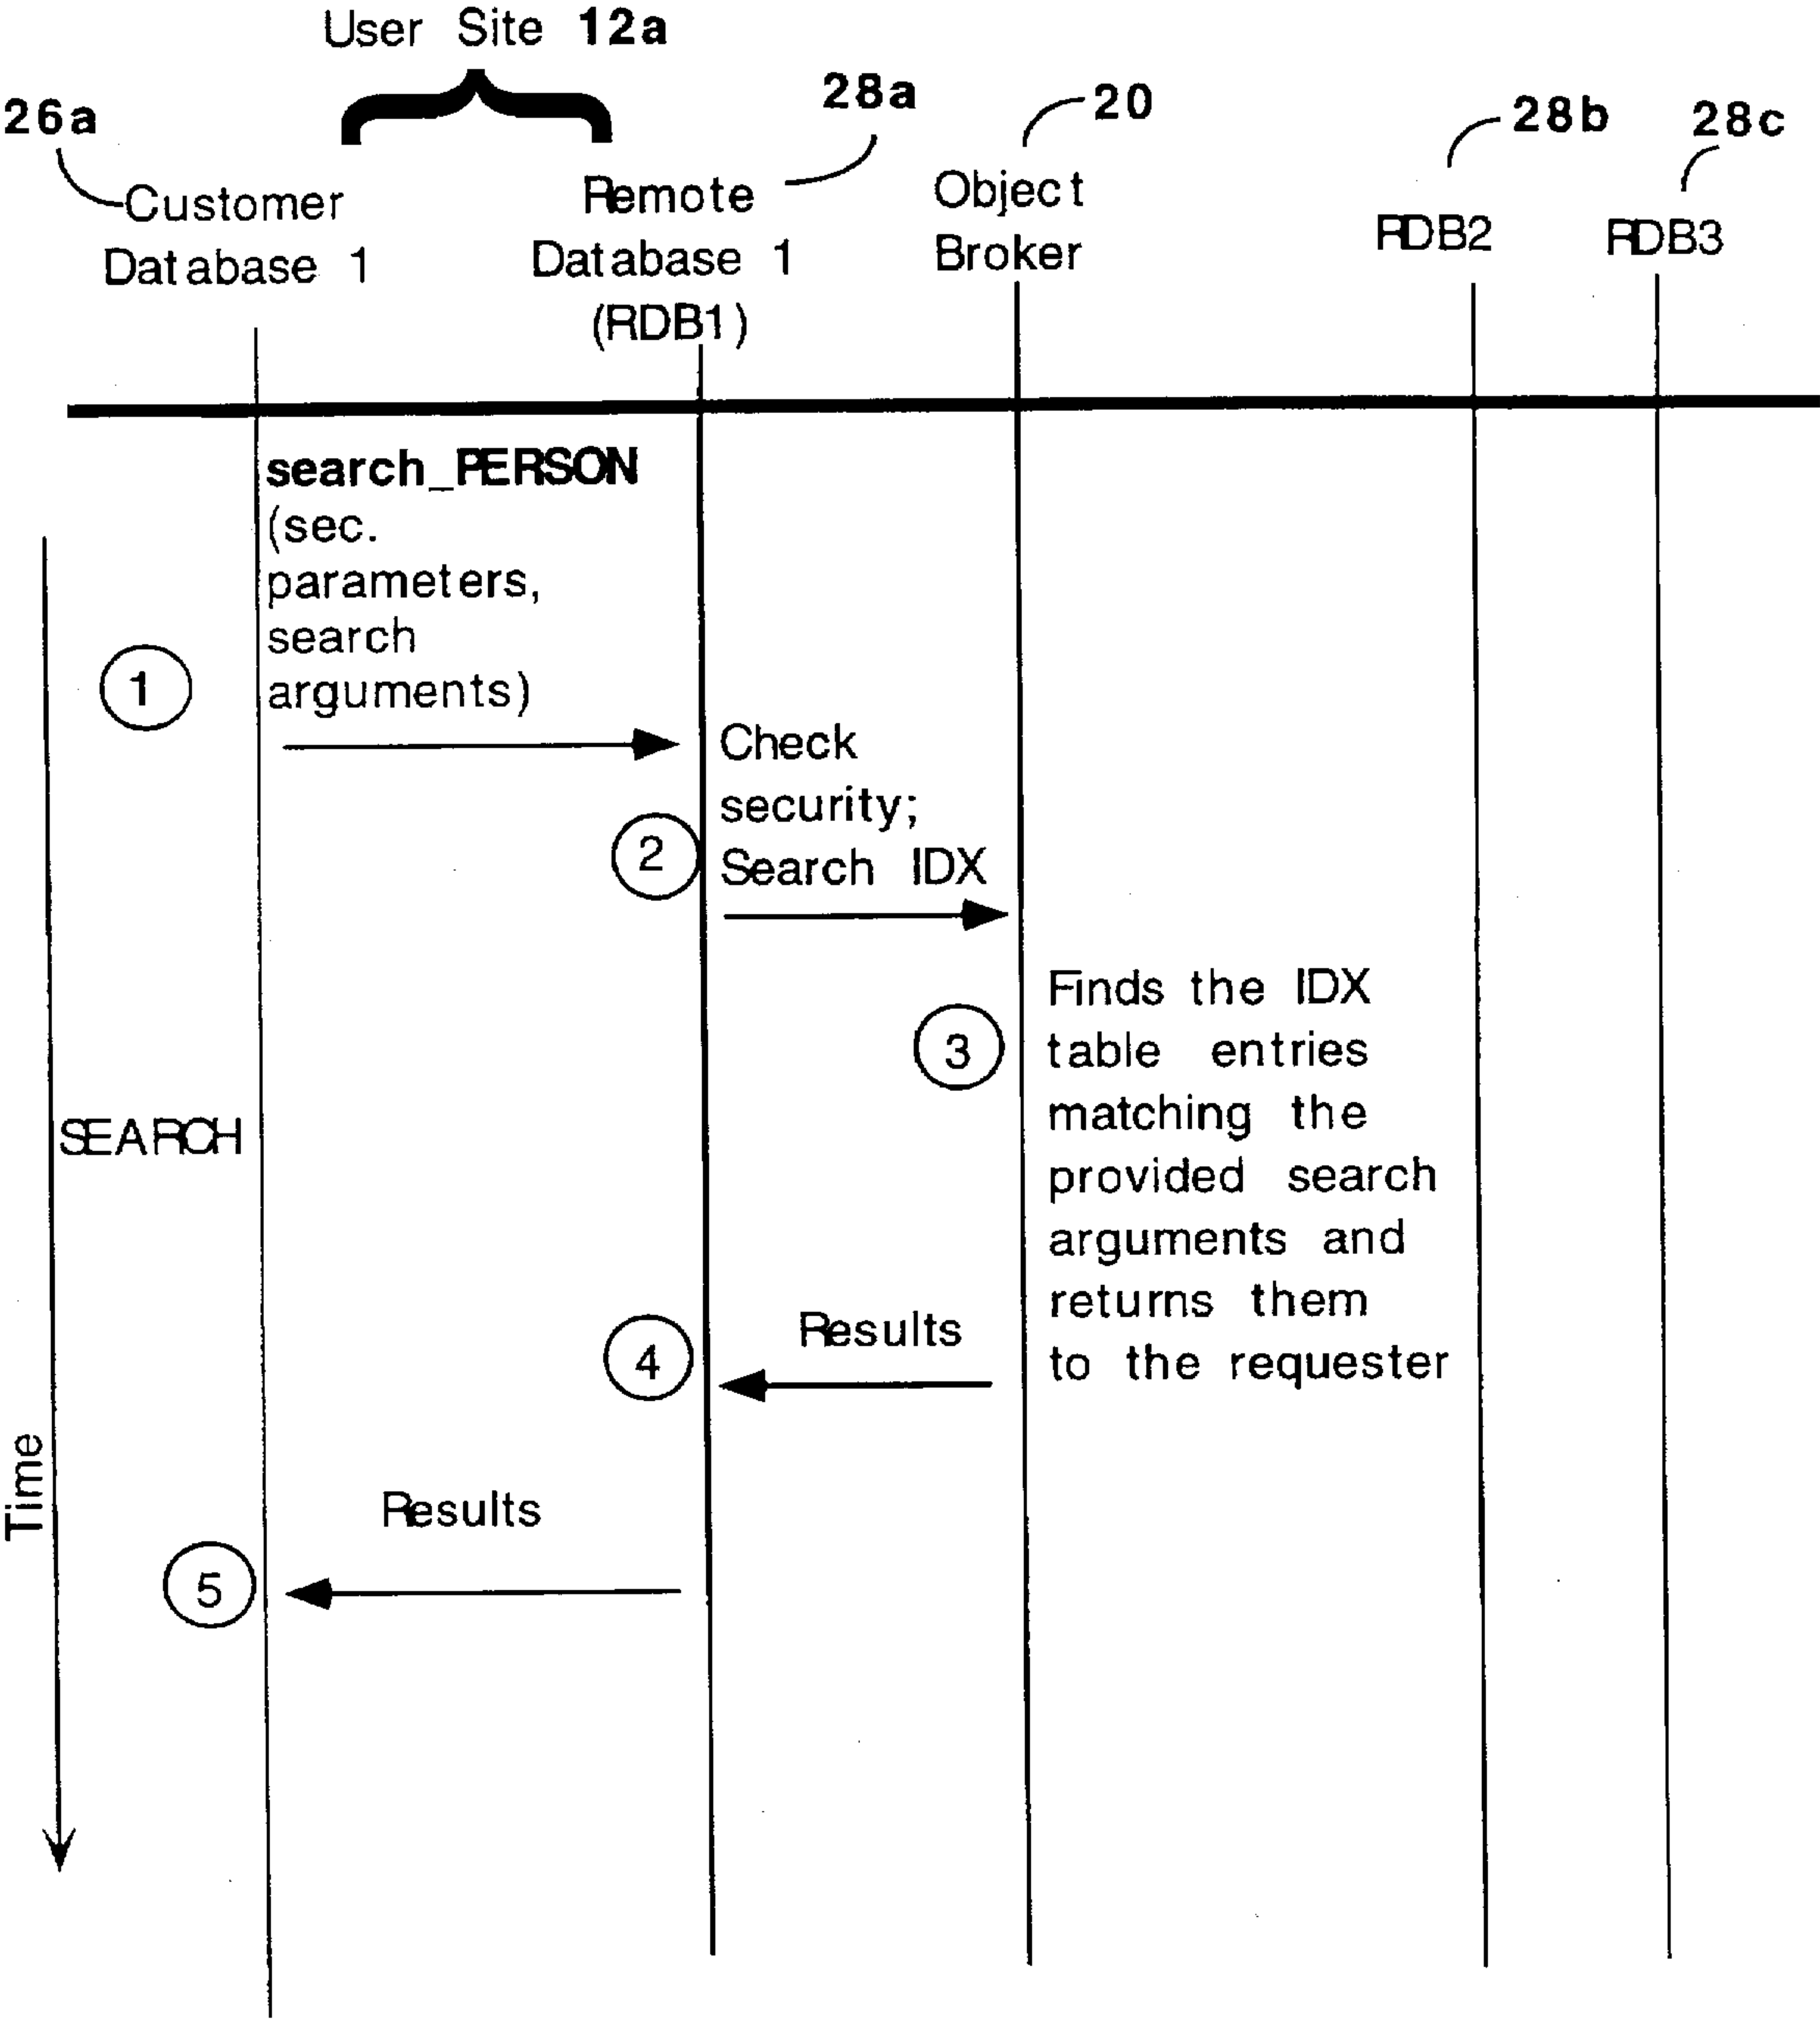 User Site 12a
26a
28a
20
28b
28c
Customer
Database 1
Remote
Database 1
(RDB1)
Object
Broker
RDB2
RDB3
search_PERSON
(sec.
parameters,
search
arguments)
1
Check
security;
Search IDX
2
Finds the IDX
table entries
matching the
provided search
arguments and
returns them
to the requester
3
SEARCH
Results
4
Results
5
Time